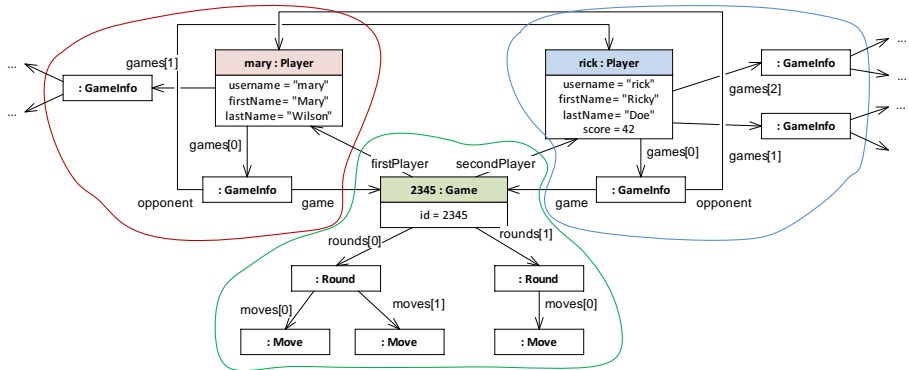 mary : Player
username = "mary"
firstName= "Mary"
lastName= "Wilson"
rick : Player
username = "rick"
firstName= "Ricky"
lastName= "Doe"
score = 42
...
...
: GameInfo
games[1]
: GameInfo
games[2]
...
...
: GameInfo
games[1]
...
...
games[0]
games[0]
firstPlayer
secondPlayer
: GameInfo
opponent
game
2345 : Game
id = 2345
: GameInfo
game
opponent
rounds[0]
rounds[1]
: Round
: Round
moves[0]
moves[1]
moves[0]
: Move
: Move
: Move